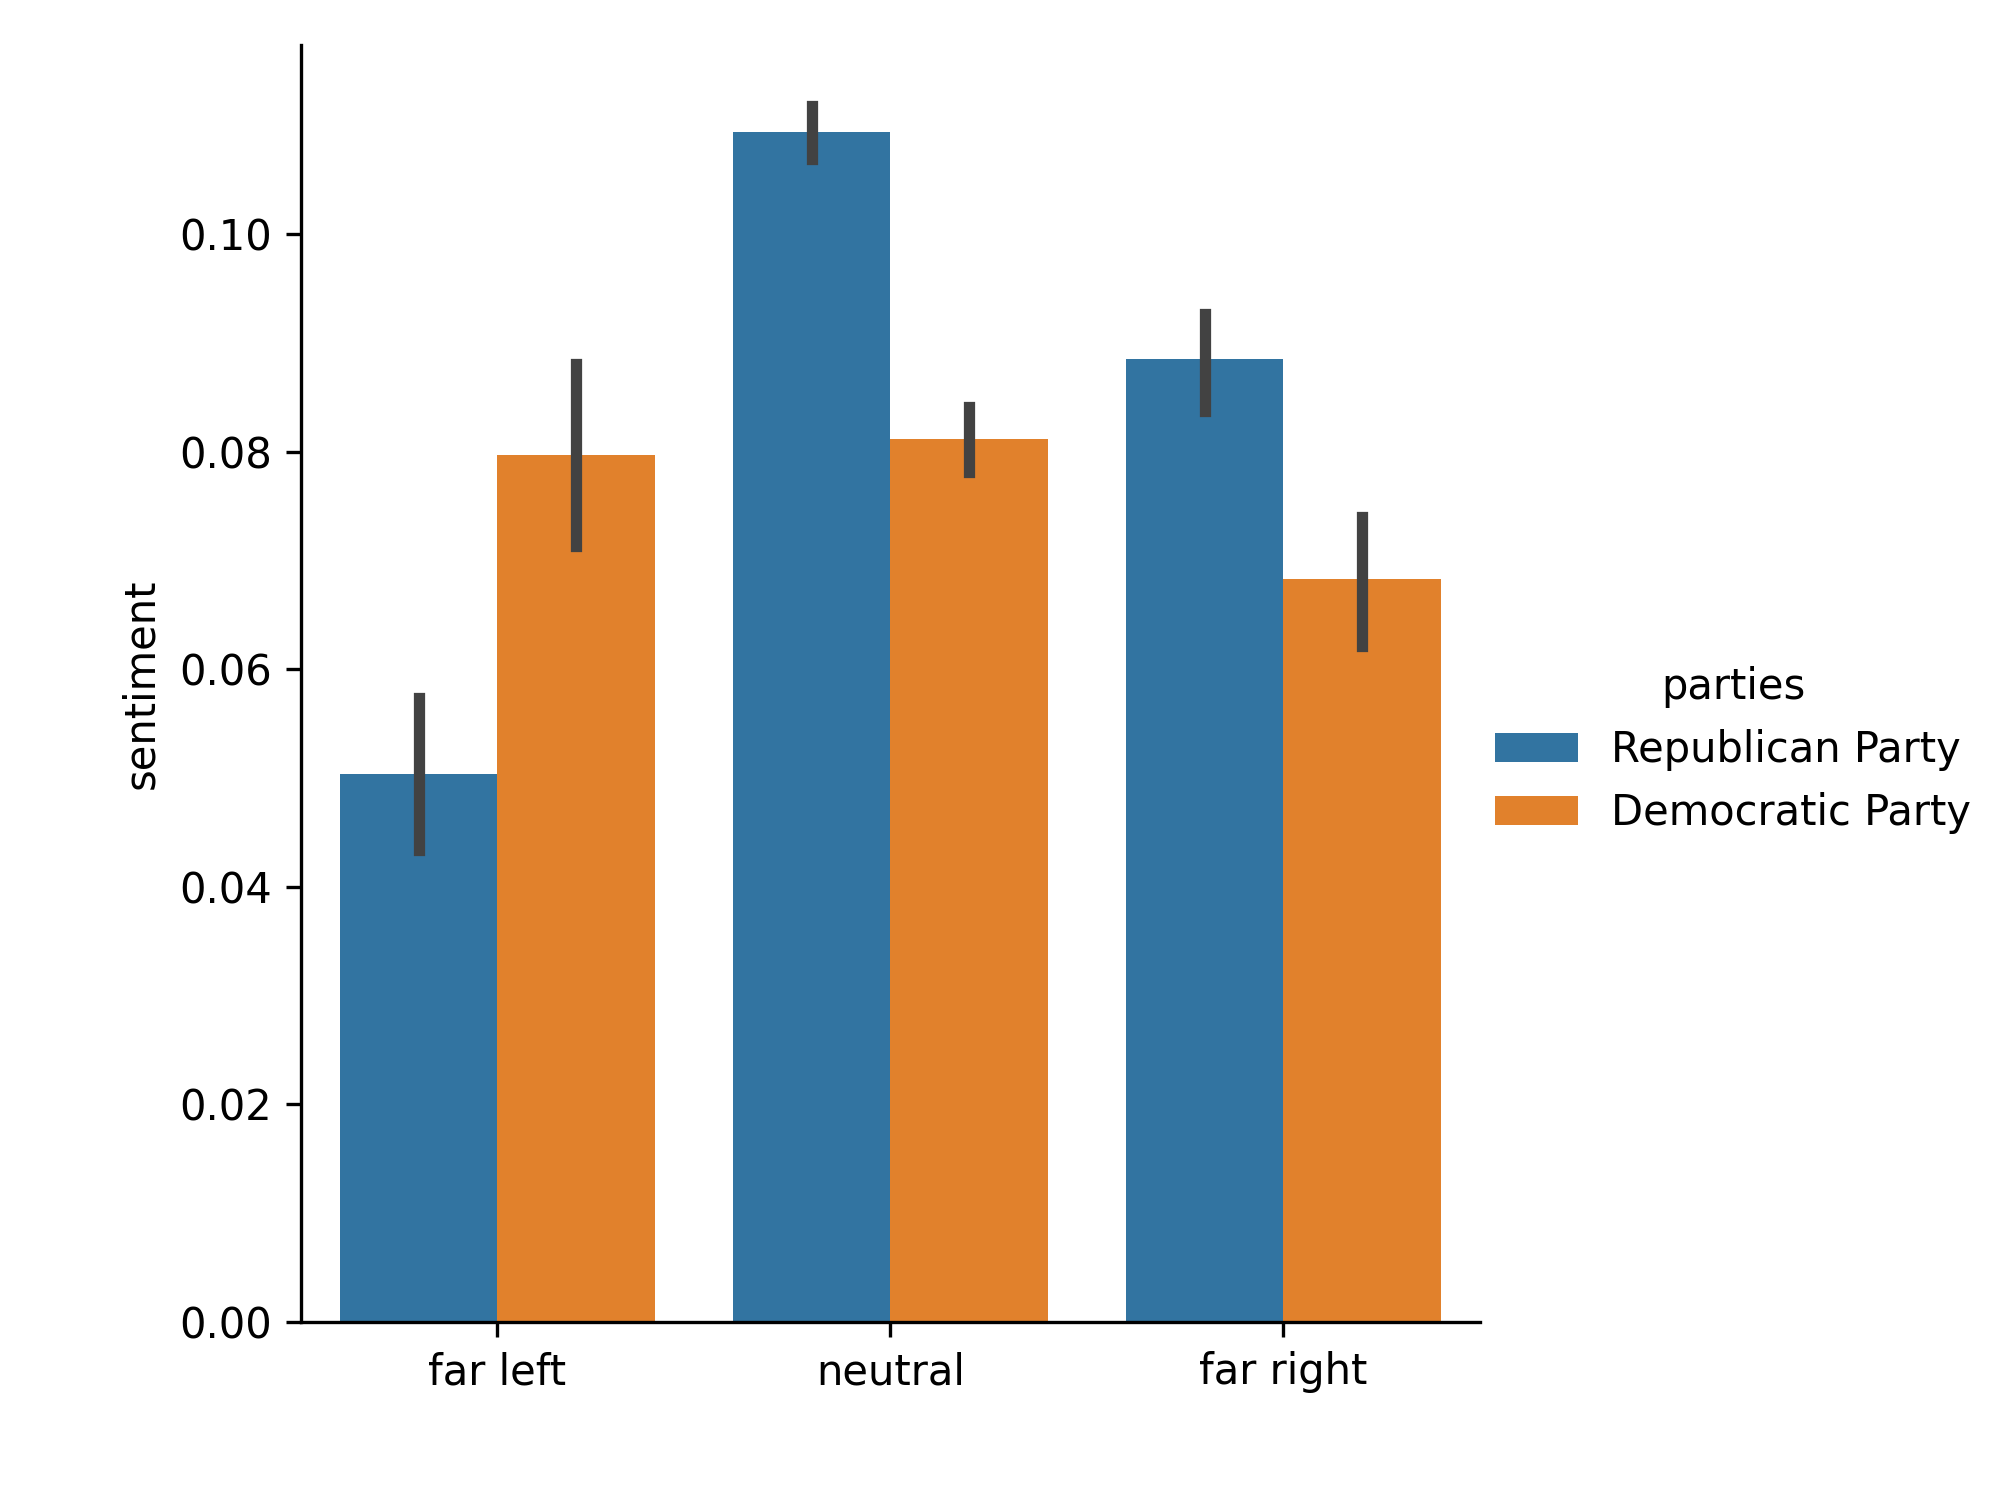 0.10
0.08
0.06
0.04
0.02
0.00
sentiment
far left
neutral
far right
parties
Republican Party
Democratic Party